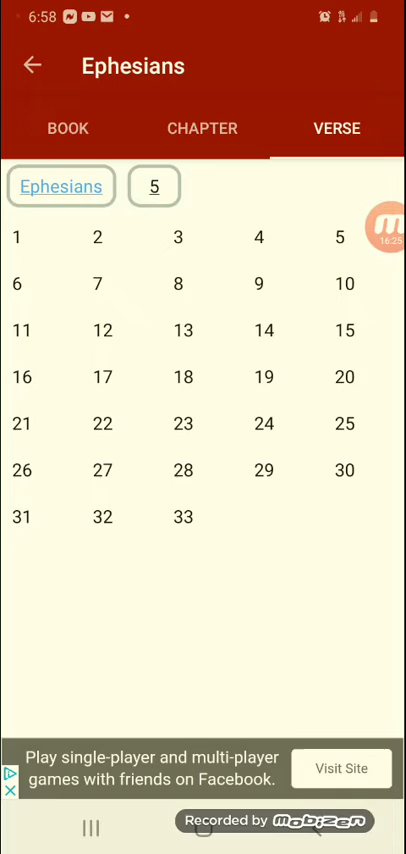 6:58
Ephesians
BOOK CHAPTER VERSE
Ephesians 5
1 2 3 4 5
16:25
6 7 8 9 10
11 12 13 14 15
16 17 18 19 20
21 22 23 24 25
26 27 28 29 30
31 32 33
Play single-player and multi-player
games with friends on Facebook.
Visit Site
Recorded by mobizen